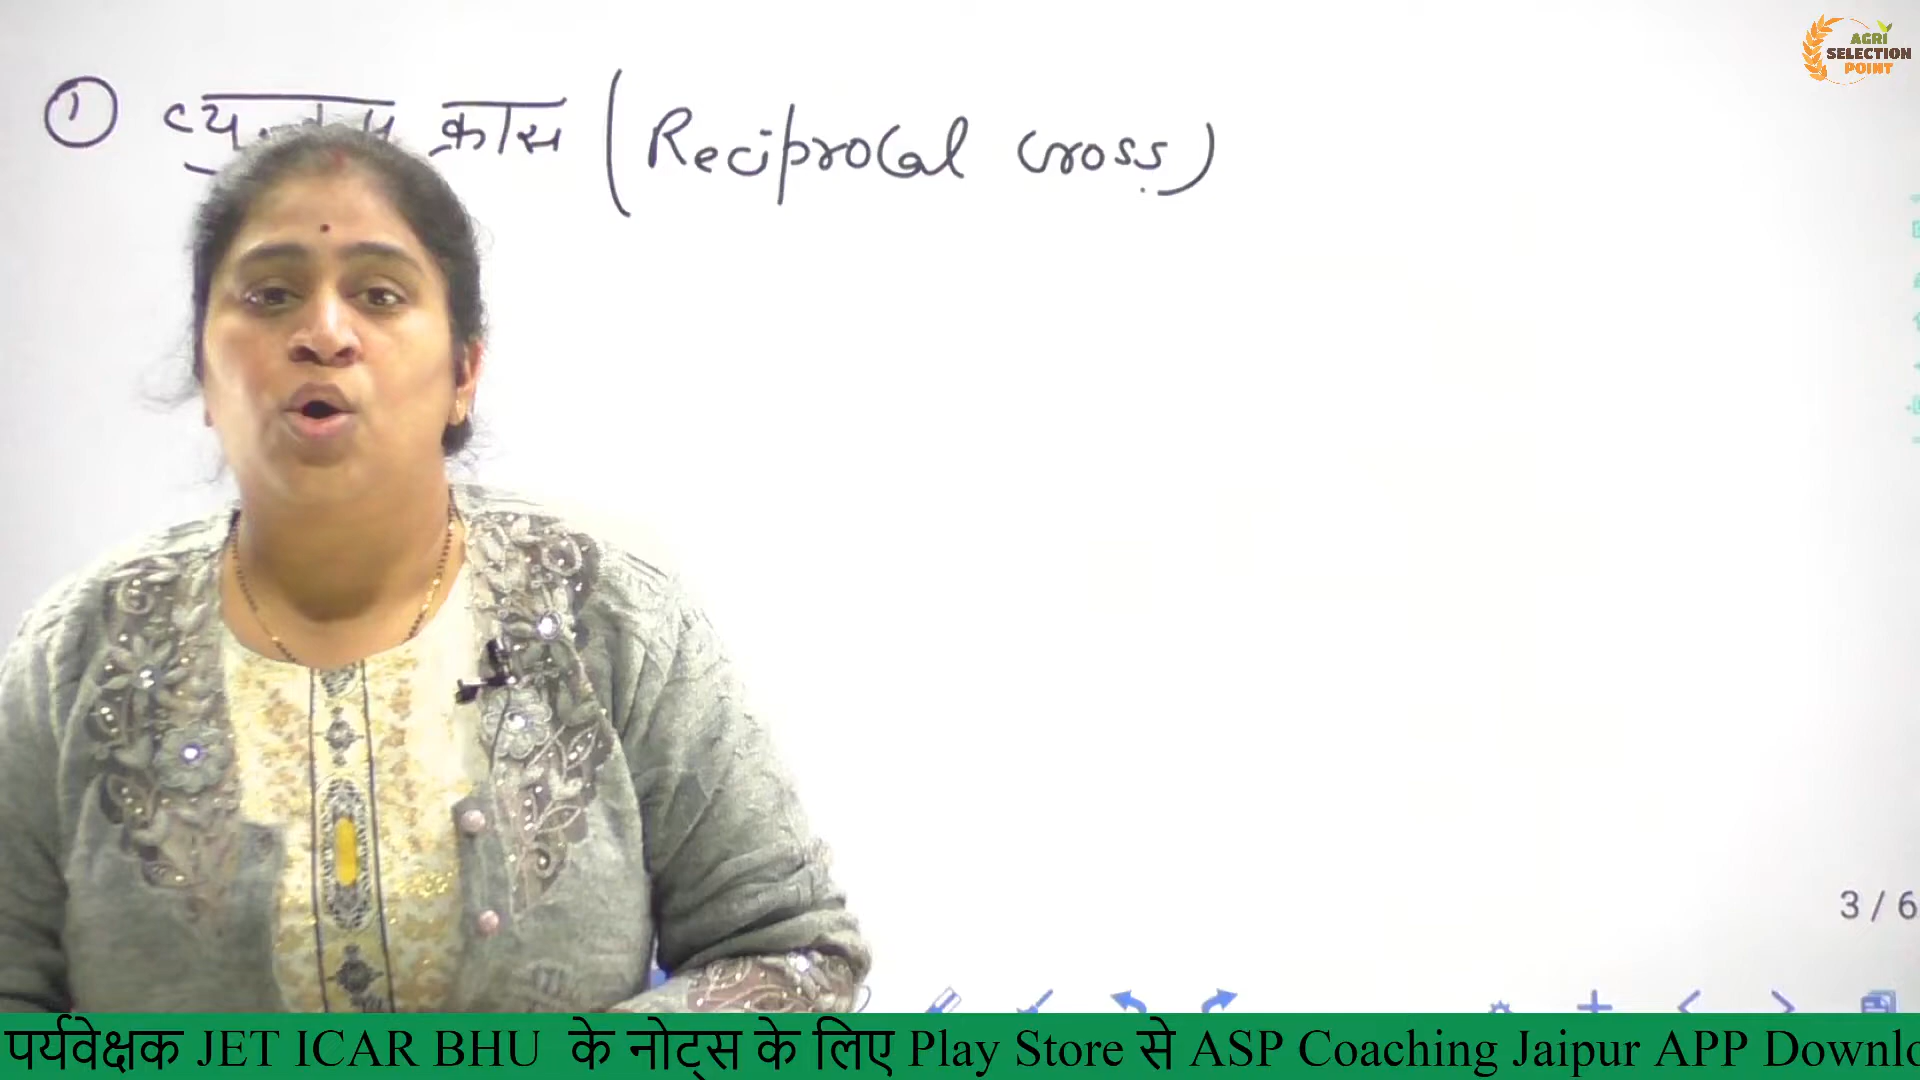 ① क्रास (Reciprocal cross)
AGRI
SELECTION
POINT
3 / 6
पर्यवेक्षक JET ICAR BHU के नोट्स के लिए Play Store से ASP Coaching Jaipur APP Downlo